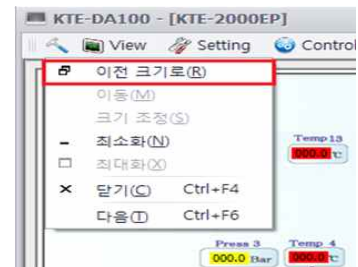 KTE-DA100 - [KTE-2000EP]
View Setting Control
이전 크기로(R)
이동(M)
크기 조정(S)
최소화(N)
최대화(X)
닫기(C) Ctrl+F4
다음(T) Ctrl+F6
Temp 13
000.0 ℃
Press 3 Temp 4
000.0 Bar 000.0 ℃